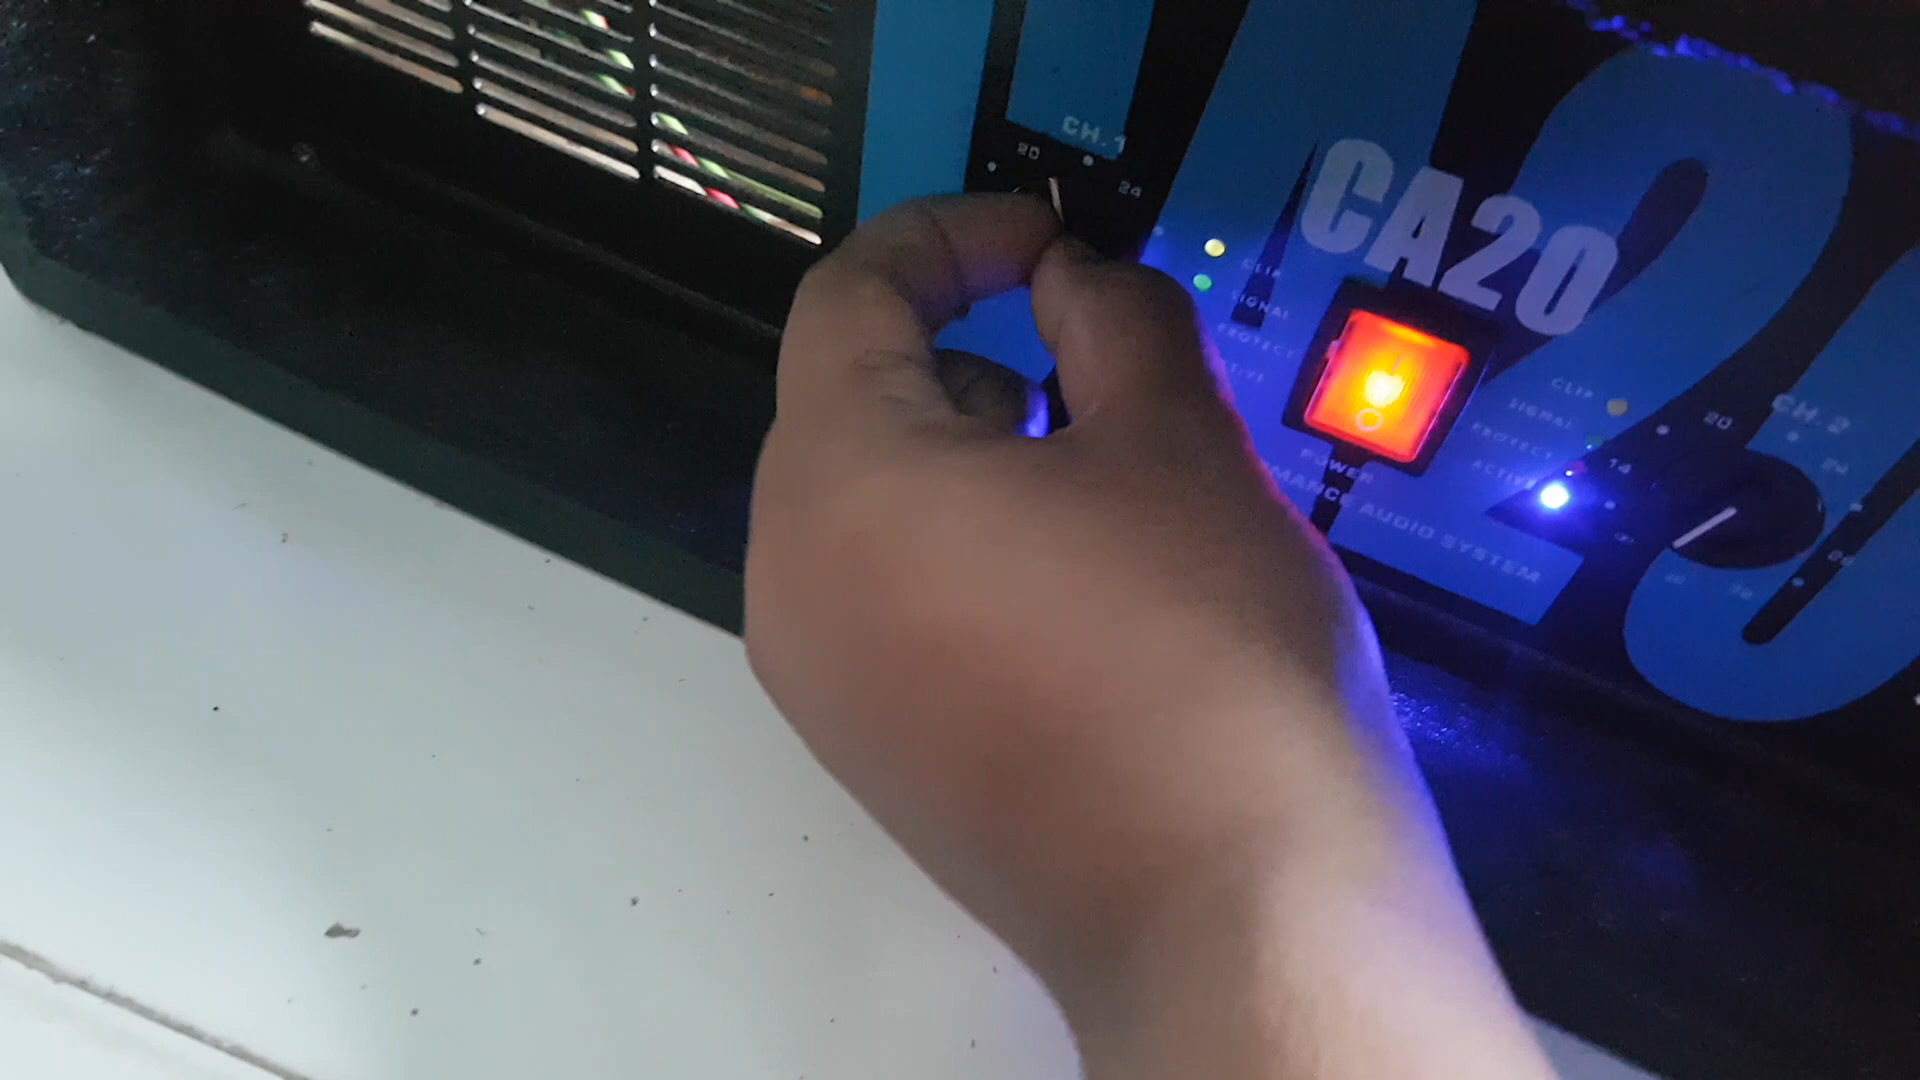 CH.1
20
24
CA20
CLIP
SIGNAL
PROTECT
POWER
AUDIO SYSTEM
CLIP
SIGNAL
PROTECT
ACTIVE
CH.2
20
24
14